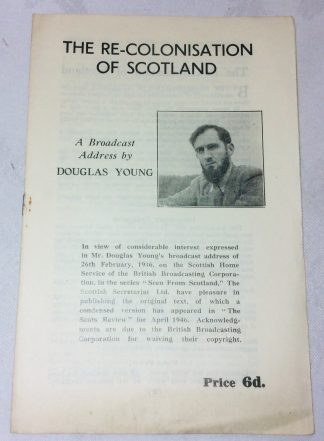 THE RE-COLONISATION
OF SCOTLAND
A Broadcast
Address by
DOUGLAS YOUNG
In view of considerable interest expressed
in Mr. Douglas Young's broadcast address of
26th February, 1946, on the Scottish Home
Service of the British Broadcasting Corpora-
tion, in the series "Seen From Scotland," The
Scottish Secretariat Ltd. have pleasure in
publishing the original text, of which a
condensed version has appeared in "The
Scots Review" for April 1946. Acknowledg-
ments are due to the British Broadcasting
Corporation for waiving their copyright.
Price 6d.